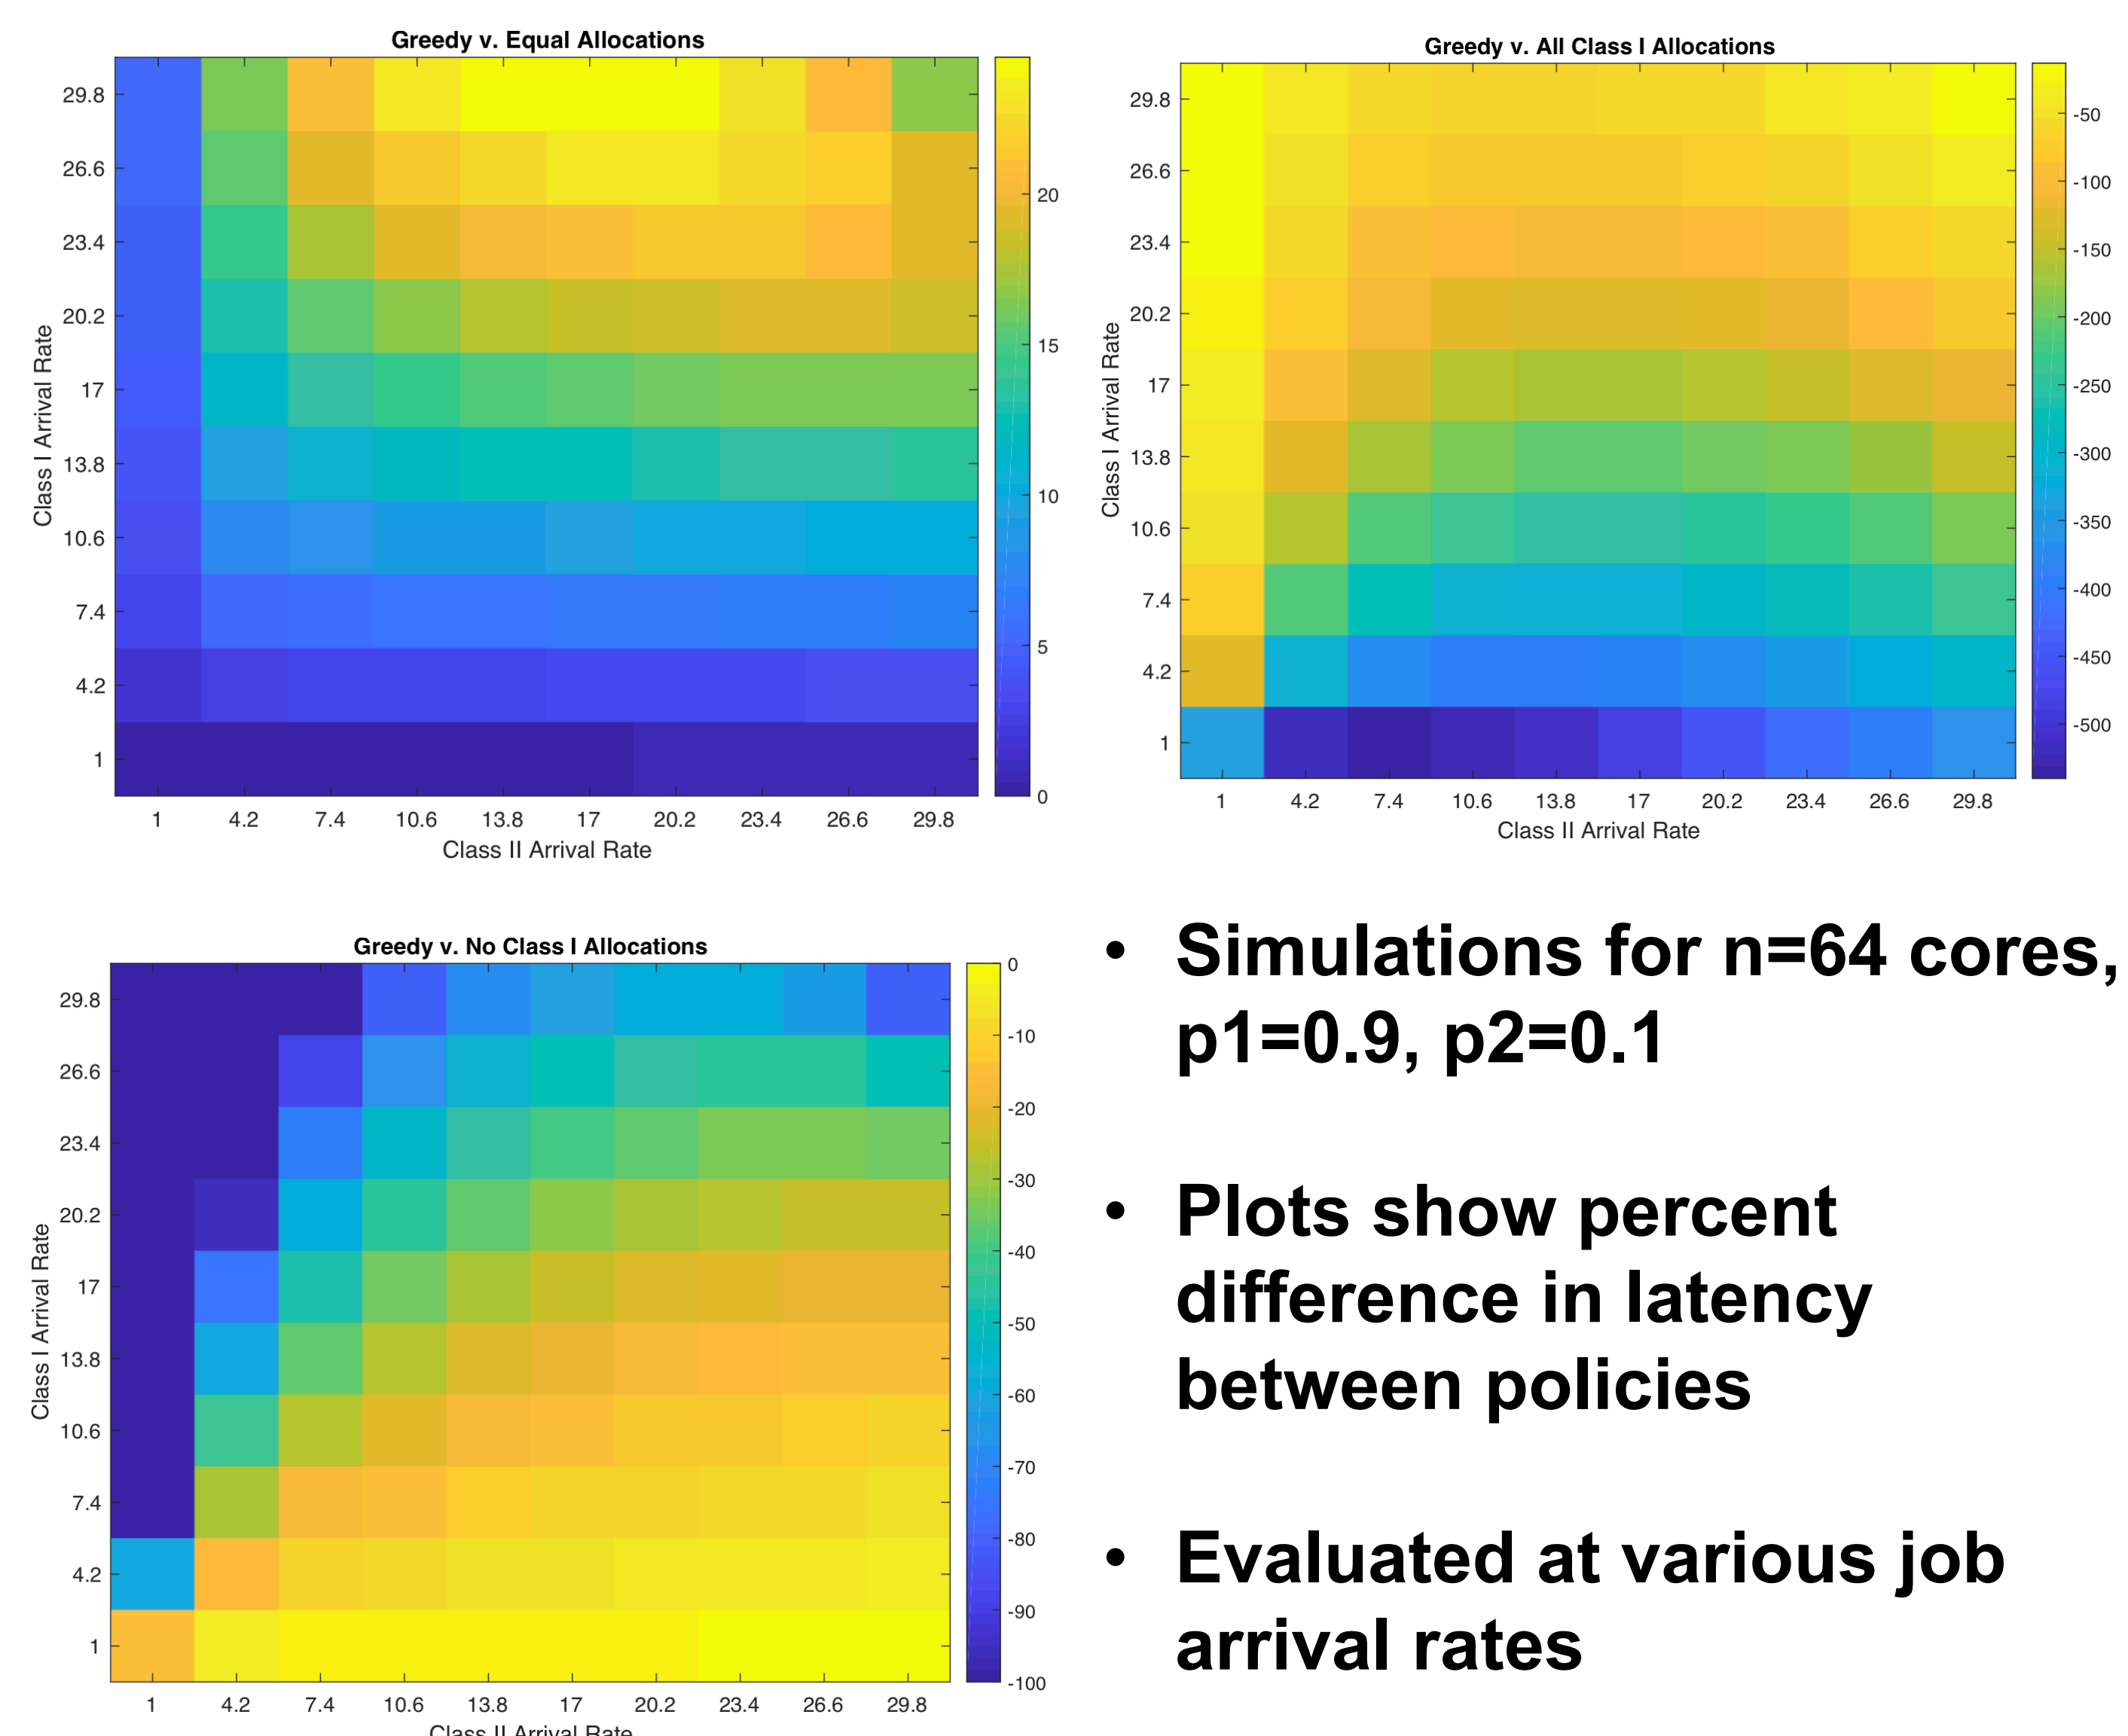 Greedy v. Equal Allocations
29.8
26.6
23.4
20.2
17
13.8
10.6
7.4
4.2
1
Class I Arrival Rate
1 4.2 7.4 10.6 13.8 17 20.2 23.4 26.6 29.8
Class II Arrival Rate
20
15
10
5
0
Greedy v. All Class I Allocations
29.8
26.6
23.4
20.2
17
13.8
10.6
7.4
4.2
1
Class I Arrival Rate
1 4.2 7.4 10.6 13.8 17 20.2 23.4 26.6 29.8
Class II Arrival Rate
-50
-100
-150
-200
-250
-300
-350
-400
-450
-500
Greedy v. No Class I Allocations
29.8
26.6
23.4
20.2
17
13.8
10.6
7.4
4.2
1
Class I Arrival Rate
1 4.2 7.4 10.6 13.8 17 20.2 23.4 26.6 29.8
Class II Arrival Rate
0
-10
-20
-30
-40
-50
-60
-70
-80
-90
-100
• Simulations for n=64 cores,
p1=0.9, p2=0.1
• Plots show percent
difference in latency
between policies
• Evaluated at various job
arrival rates